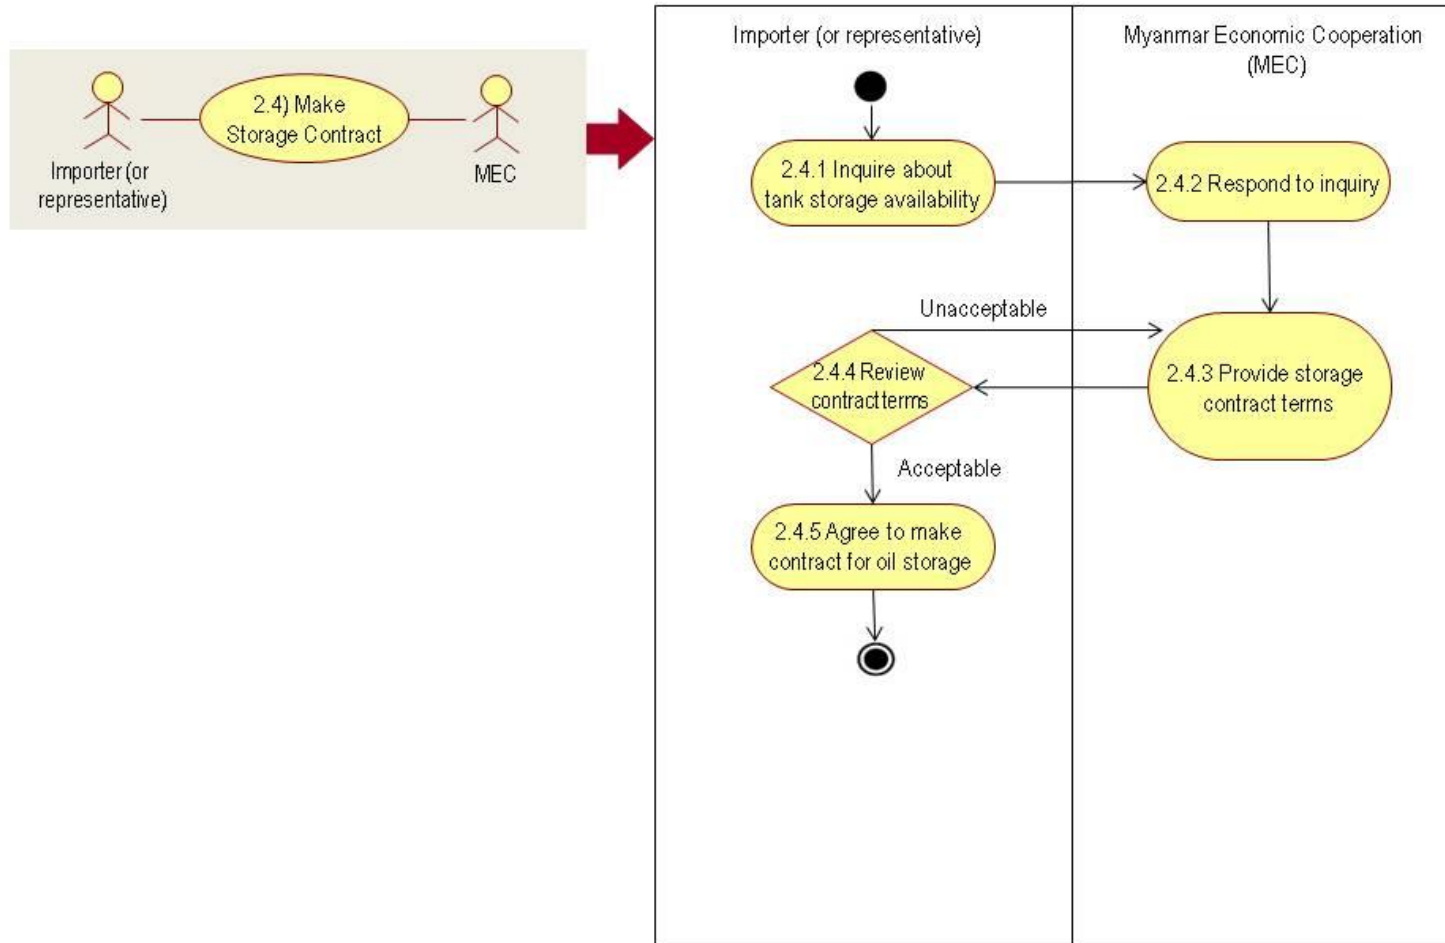 2.4) Make
Storage Contract
Importer (or
representative)
MEC
Importer (or representative)
Myanmar Economic Cooperation
(MEC)
2.4.1 Inquire about
tank storage availability
2.4.2 Respond to inquiry
Unacceptable
2.4.4 Review
contract terms
2.4.3 Provide storage
contract terms
Acceptable
2.4.5 Agree to make
contract for oil storage